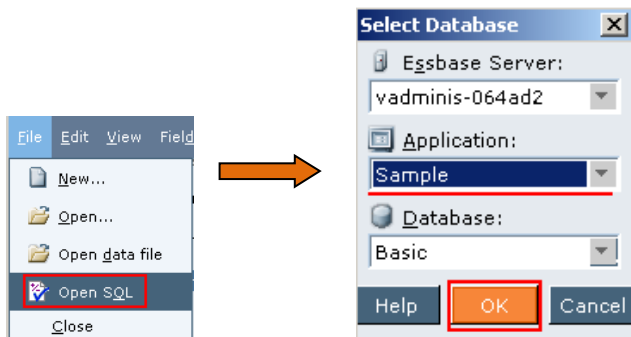 File Edit View Field
New...
Open...
Open data file
Open SQL
Close
Select Database
Essbase Server:
vadminis-064ad2
Application:
Sample
Database:
Basic
Help OK Cancel